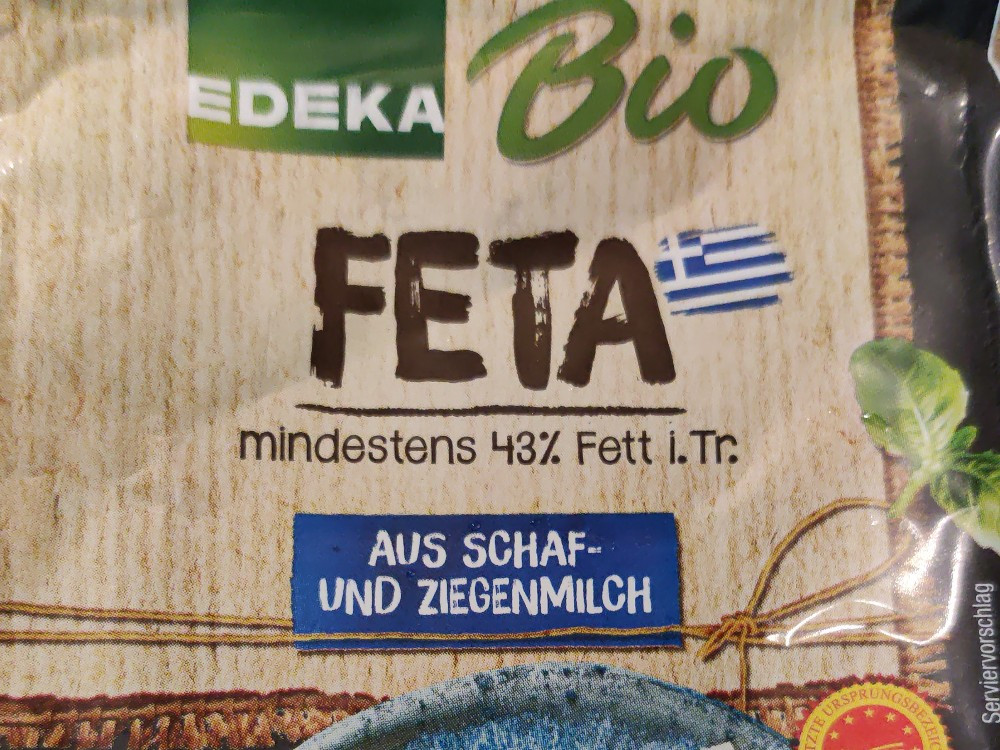 EDEKA Bio
FETA
mindestens 43% Fett i.Tr.
AUS SCHAF-
UND ZIEGENMILCH
Serviervorschlag